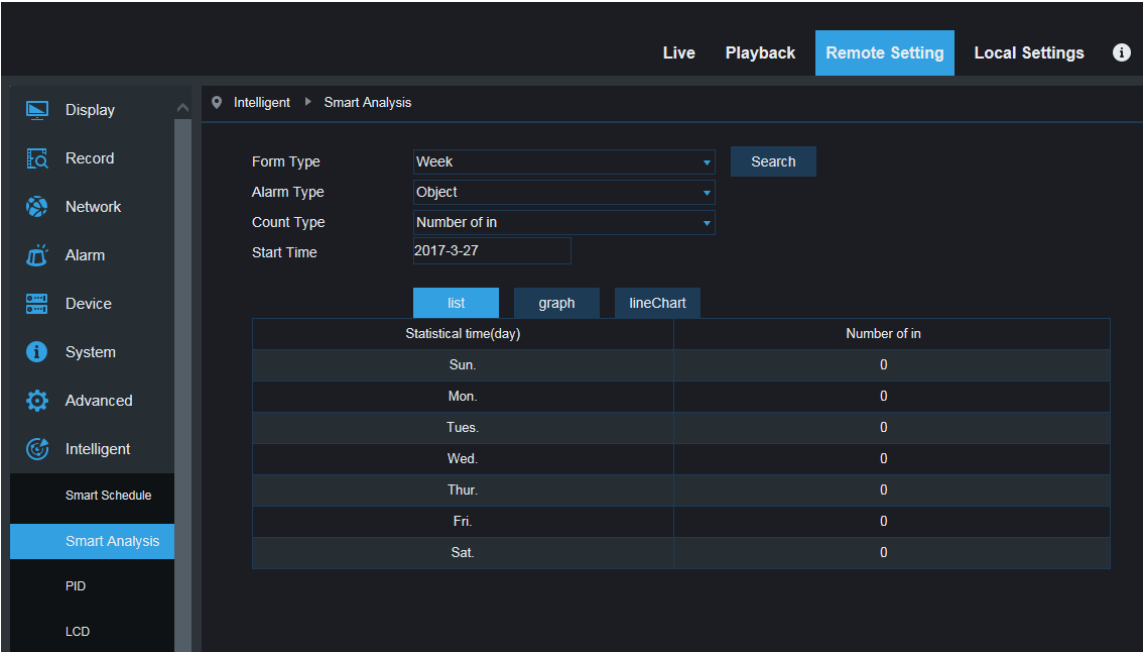 Live Playback Remote Setting Local Settings
Display
Record
Network
Alarm
Device
System
Advanced
Intelligent
Smart Schedule
Smart Analysis
PID
LCD
Intelligent Smart Analysis
Form Type Week Search
Alarm Type Object
Count Type Number of in
Start Time 2017-3-27
list graph lineChart
Statistical time(day) Number of in
Sun. 0
Mon. 0
Tues. 0
Wed. 0
Thur. 0
Fri. 0
Sat. 0